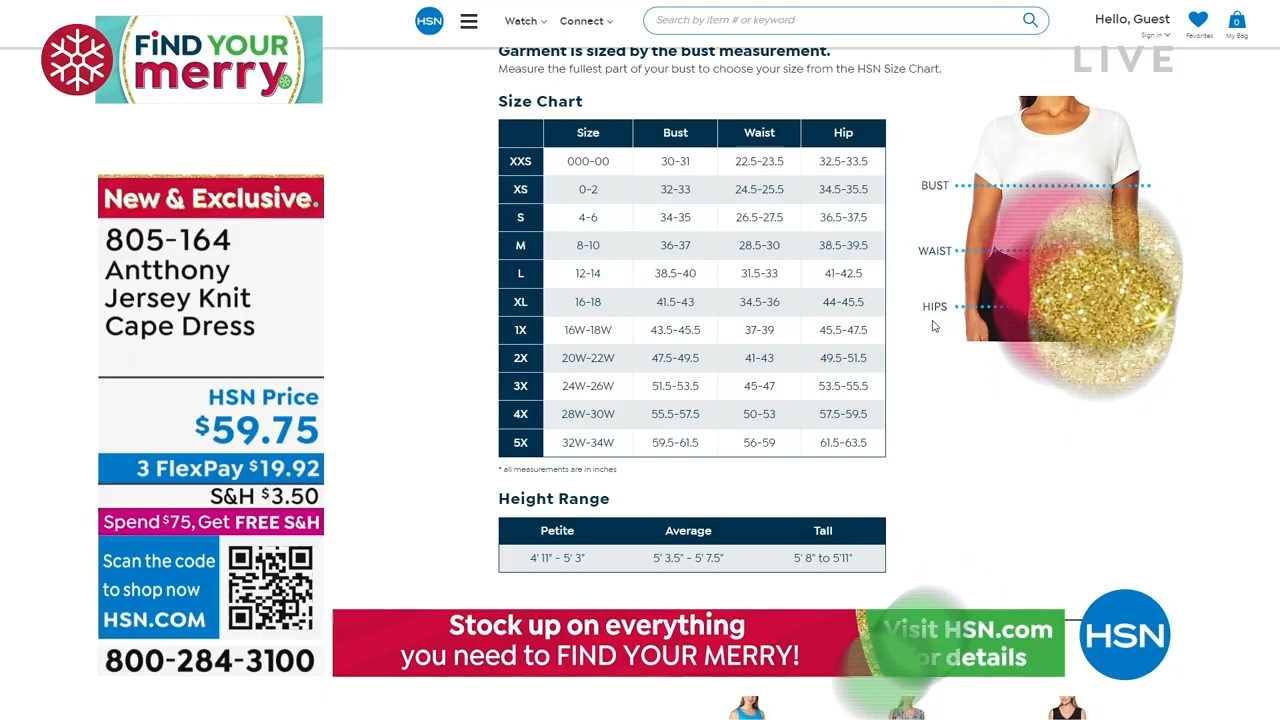 FiND YOUR
merry.
HSN
Watch
Connect
Search by item # or keyword
Hello, Guest
Sign in
Favorites
0
My Bag
LIVE
Garment is sized by the bust measurement.
Measure the fullest part of your bust to choose your size from the HSN Size Chart.
Size Chart
Size Bust Waist Hip
XXS 000-00 30-31 22.5-23.5 32.5-33.5
XS 0-2 32-33 24.5-25.5 34.5-35.5
S 4-6 34-35 26.5-27.5 36.5-37.5
M 8-10 36-37 28.5-30 38.5-39.5
L 12-14 38.5-40 31.5-33 41-42.5
XL 16-18 41.5-43 34.5-36 44-45.5
1X 16W-18W 43.5-45.5 37-39 45.5-47.5
2X 20W-22W 47.5-49.5 41-43 49.5-51.5
3X 24W-26W 51.5-53.5 45-47 53.5-55.5
4X 28W-30W 55.5-57.5 50-53 57.5-59.5
5X 32W-34W 59.5-61.5 56-59 61.5-63.5
* all measurements are in inches
BUST
WAIST
HIPS
Height Range
Petite Average Tall
4' 11" - 5' 3" 5' 3.5" - 5' 7.5" 5' 8" to 5'11"
New & Exclusive.
805-164
Antthony
Jersey Knit
Cape Dress
HSN Price
$59.75
3 FlexPay $19.92
S&H $3.50
Spend $75, Get FREE S&H
Scan the code
to shop now
HSN.COM
800-284-3100
Stock up on everything
you need to FIND YOUR MERRY!
Visit HSN.com
for details
HSN